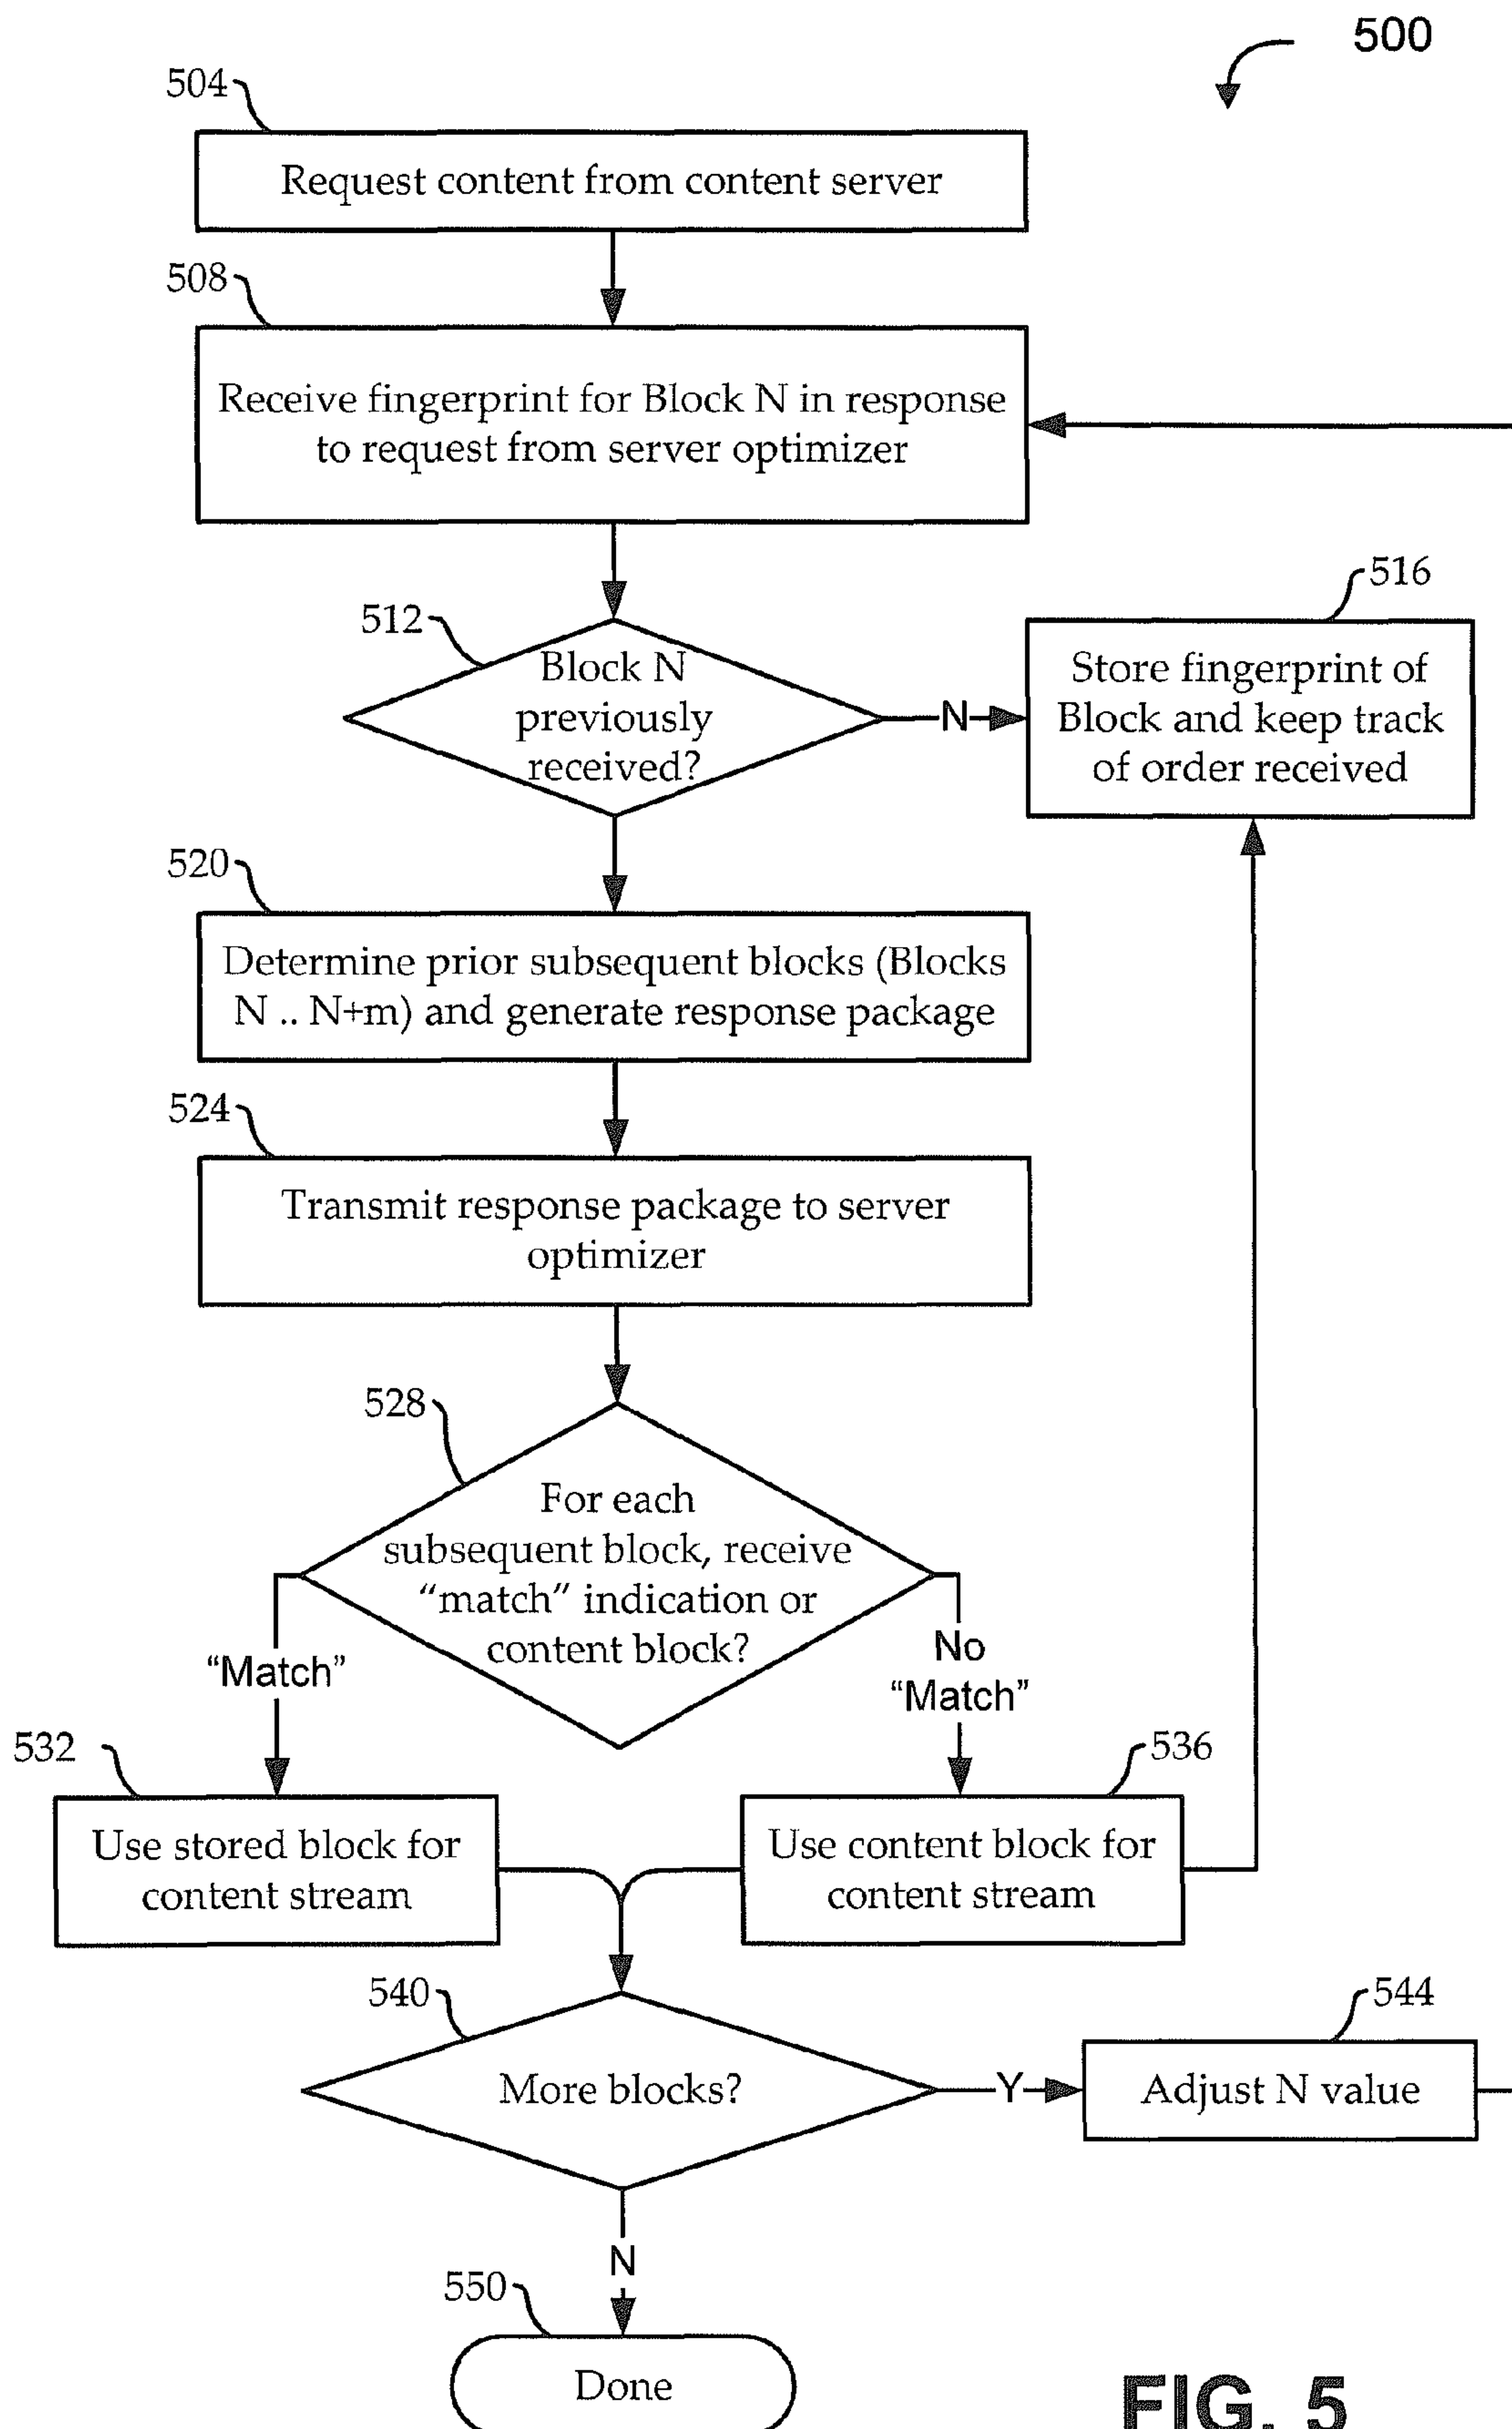 500
504
Request content from content server
508
Receive fingerprint for Block N in response
to request from server optimizer
512
Block N
previously
received?
N
516
Store fingerprint of
Block and keep track
of order received
520
Determine prior subsequent blocks (Blocks
N .. N+m) and generate response package
524
Transmit response package to server
optimizer
528
For each
subsequent block, receive
“match” indication or
content block?
“Match”
No
“Match”
532
Use stored block for
content stream
536
Use content block for
content stream
540
More blocks?
Y
544
Adjust N value
N
550
Done
FIG. 5